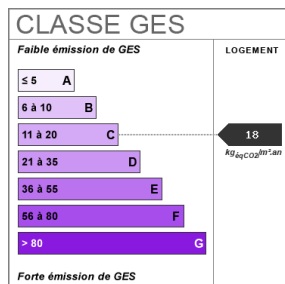 CLASSE GES
Faible émission de GES
LOGEMENT
≤ 5 A
6 à 10 B
11 à 20 C
18
kgéqCO2/m².an
21 à 35 D
36 à 55 E
56 à 80 F
> 80 G
Forte émission de GES